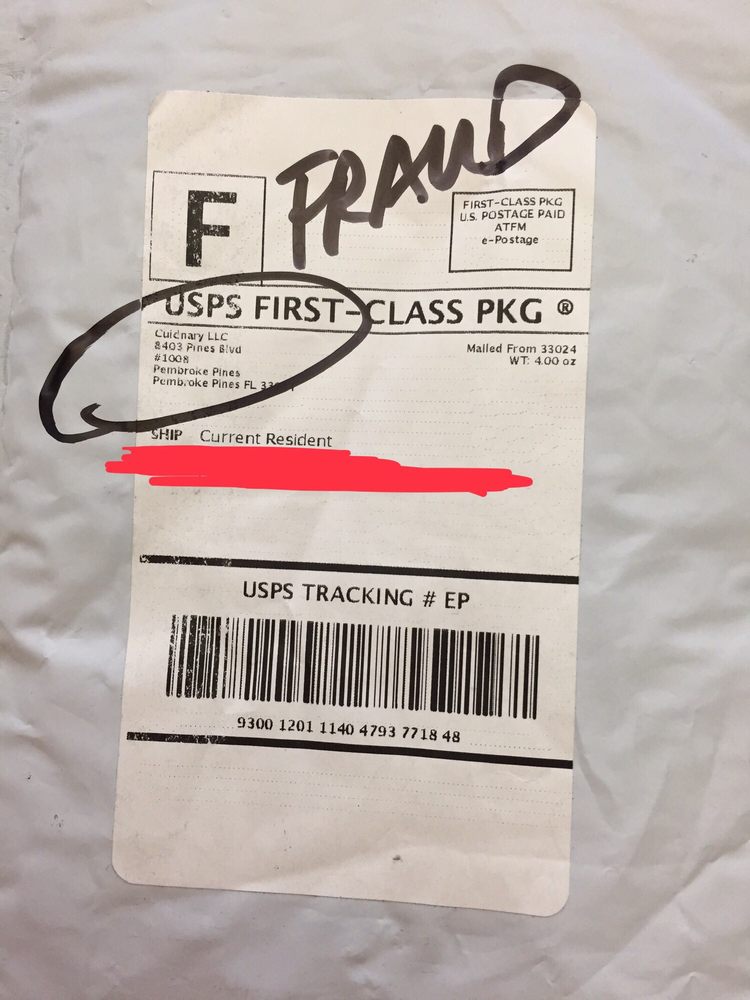 FRAUD
F
FIRST-CLASS PKG
U.S. POSTAGE PAID
ATFM
e-Postage
USPS FIRST-CLASS PKG ®
Cuidnary LLC
8403 Pines Blvd
#1008
Pembroke Pines
Pembroke Pines FL
Mailed From 33024
WT: 4.00 oz
SHIP Current Resident
USPS TRACKING # EP
9300 1201 1140 4793 7718 48